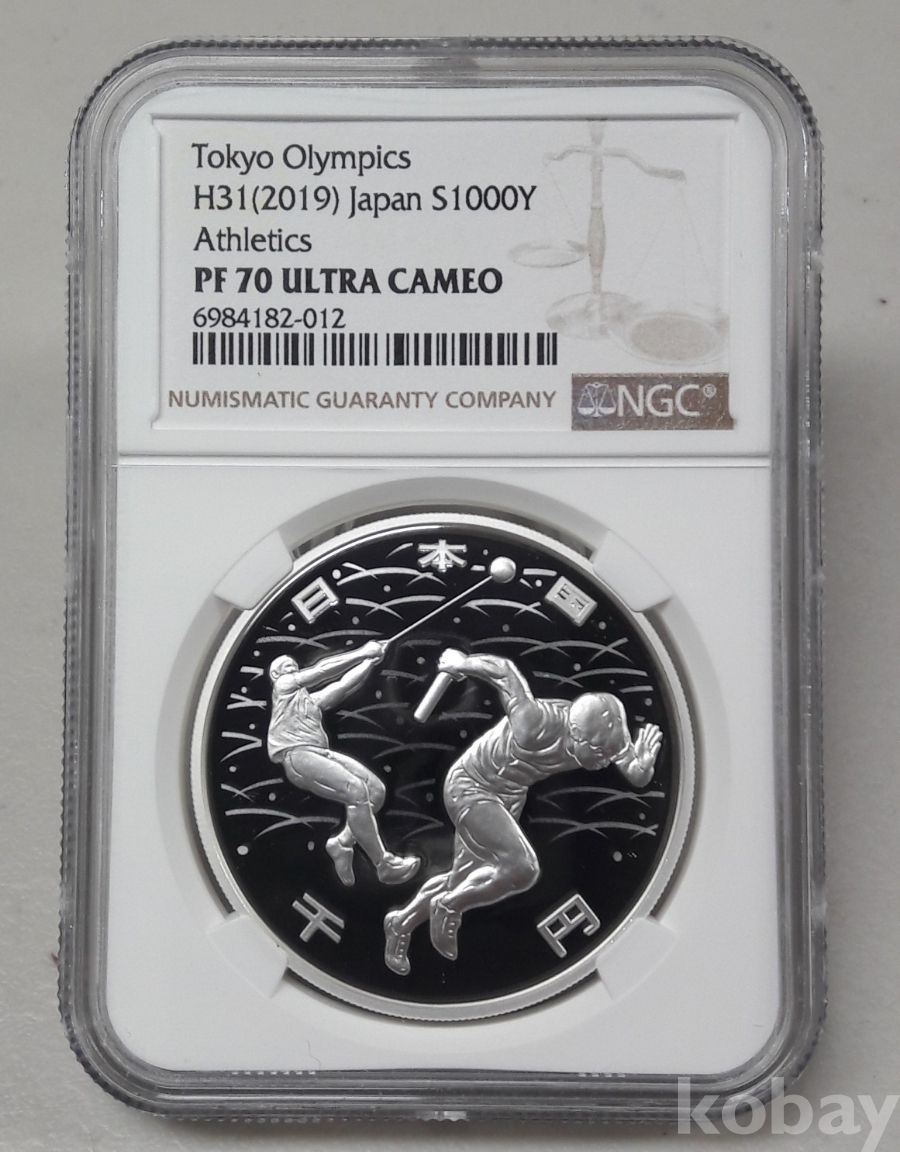 Tokyo Olympics
H31(2019) Japan S1000Y
Athletics
PF 70 ULTRA CAMEO
6984182-012
NUMISMATIC GUARANTY COMPANY
NGC®
日本国
千円
kobay